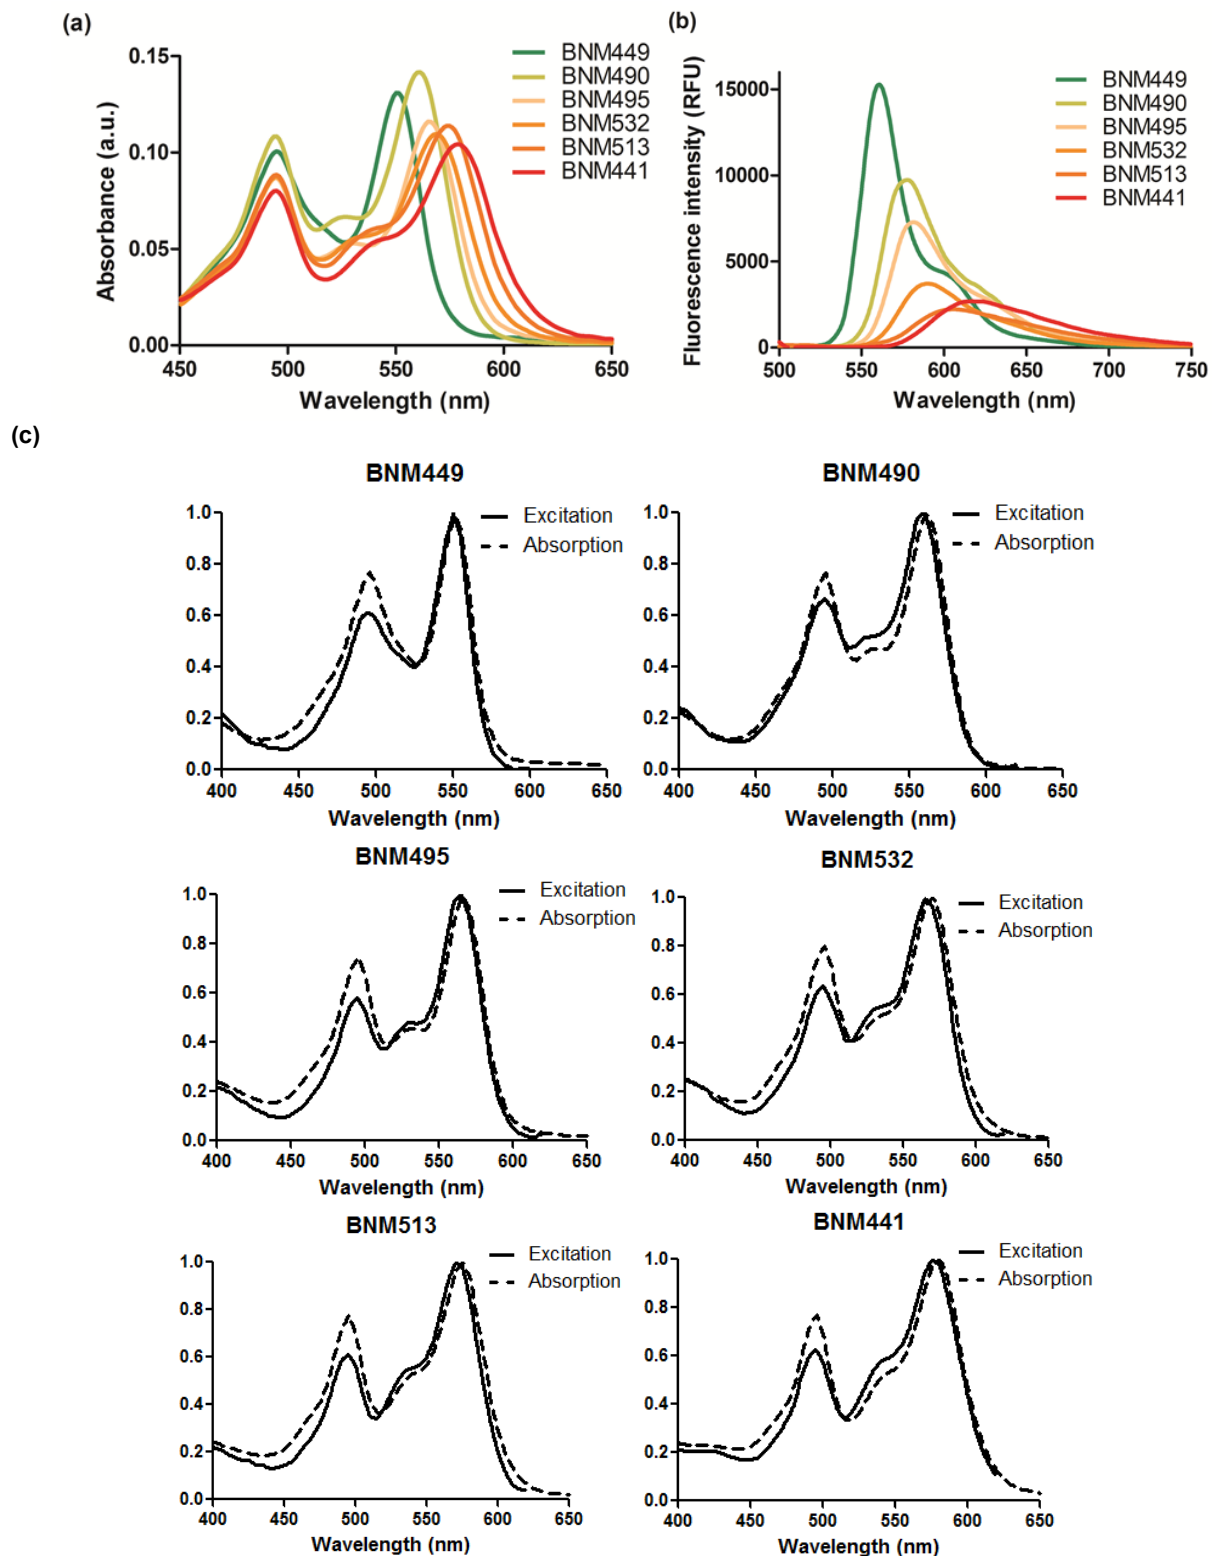 (a)
BNM449
BNM490
BNM495
BNM532
BNM513
BNM441
0.15
0.10
0.05
0.00
Absorbance (a.u.)
450 500 550 600 650
Wavelength (nm)
(b)
BNM449
BNM490
BNM495
BNM532
BNM513
BNM441
15000
10000
5000
0
Fluorescence intensity (RFU)
500 550 600 650 700 750
Wavelength (nm)
(c)
BNM449
Excitation
Absorption
1.0
0.8
0.6
0.4
0.2
0.0
400 450 500 550 600 650
Wavelength (nm)
BNM490
Excitation
Absorption
1.0
0.8
0.6
0.4
0.2
0.0
400 450 500 550 600 650
Wavelength (nm)
BNM495
Excitation
Absorption
1.0
0.8
0.6
0.4
0.2
0.0
400 450 500 550 600 650
Wavelength (nm)
BNM532
Excitation
Absorption
1.0
0.8
0.6
0.4
0.2
0.0
400 450 500 550 600 650
Wavelength (nm)
BNM513
Excitation
Absorption
1.0
0.8
0.6
0.4
0.2
0.0
400 450 500 550 600 650
Wavelength (nm)
BNM441
Excitation
Absorption
1.0
0.8
0.6
0.4
0.2
0.0
400 450 500 550 600 650
Wavelength (nm)